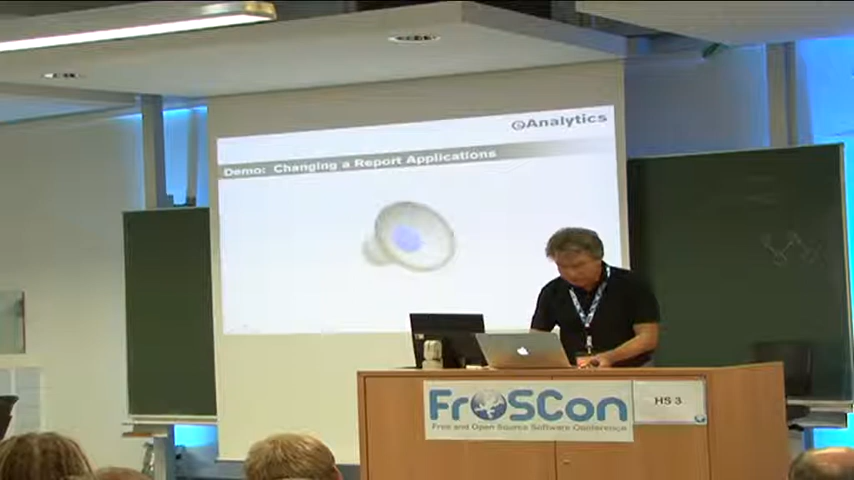 @Analytics
Demo: Changing a Report Applications
FrOSCon
Free and Open Source Software Conference
HS 3